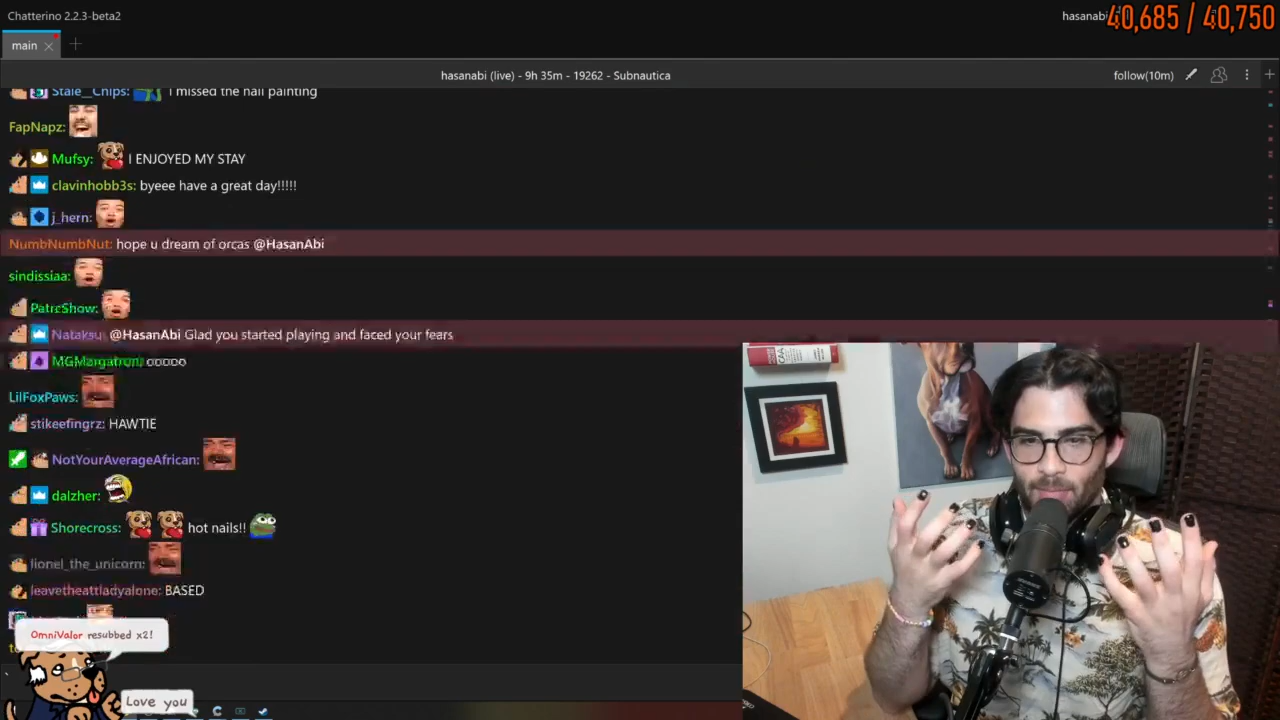 Chatterino 2.2.3-beta2
hasanabi
40,685 / 40,750
main
hasanabi (live) - 9h 35m - 19262 - Subnautica
follow(10m)
Stale__Chips: I missed the nail painting
FapNapz:
Mufsy: I ENJOYED MY STAY
clavinhobb3s: byeee have a great day!!!!!
j_hern:
NumbNumbNut: hope u dream of orcas @HasanAbi
sindissiaa:
PatrcShow:
Nataksu @HasanAbi Glad you started playing and faced your fears
LilFoxPaws:
stikeefingrz: HAWTIE
NotYourAverageAfrican:
dalzher:
Shorecross: hot nails!!
lionel_the_unicorn:
leavetheattladyalone: BASED
OmniValor resubbed x2!
Love you